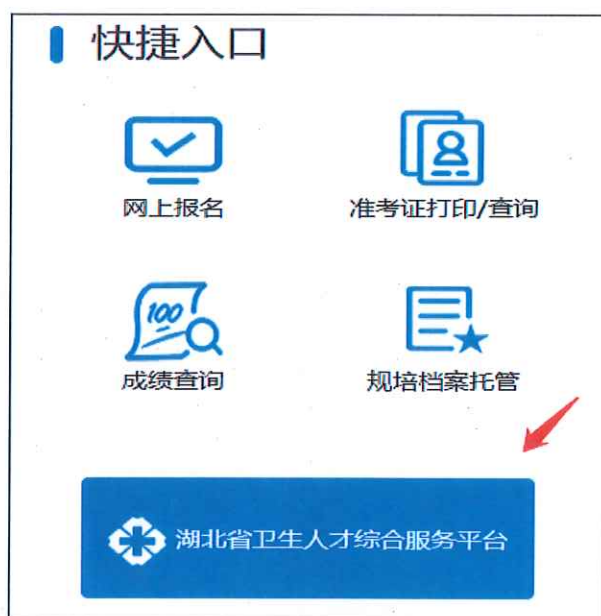 快捷入口
网上报名
准考证打印/查询
100
成绩查询
规培档案托管
湖北省卫生人才综合服务平台